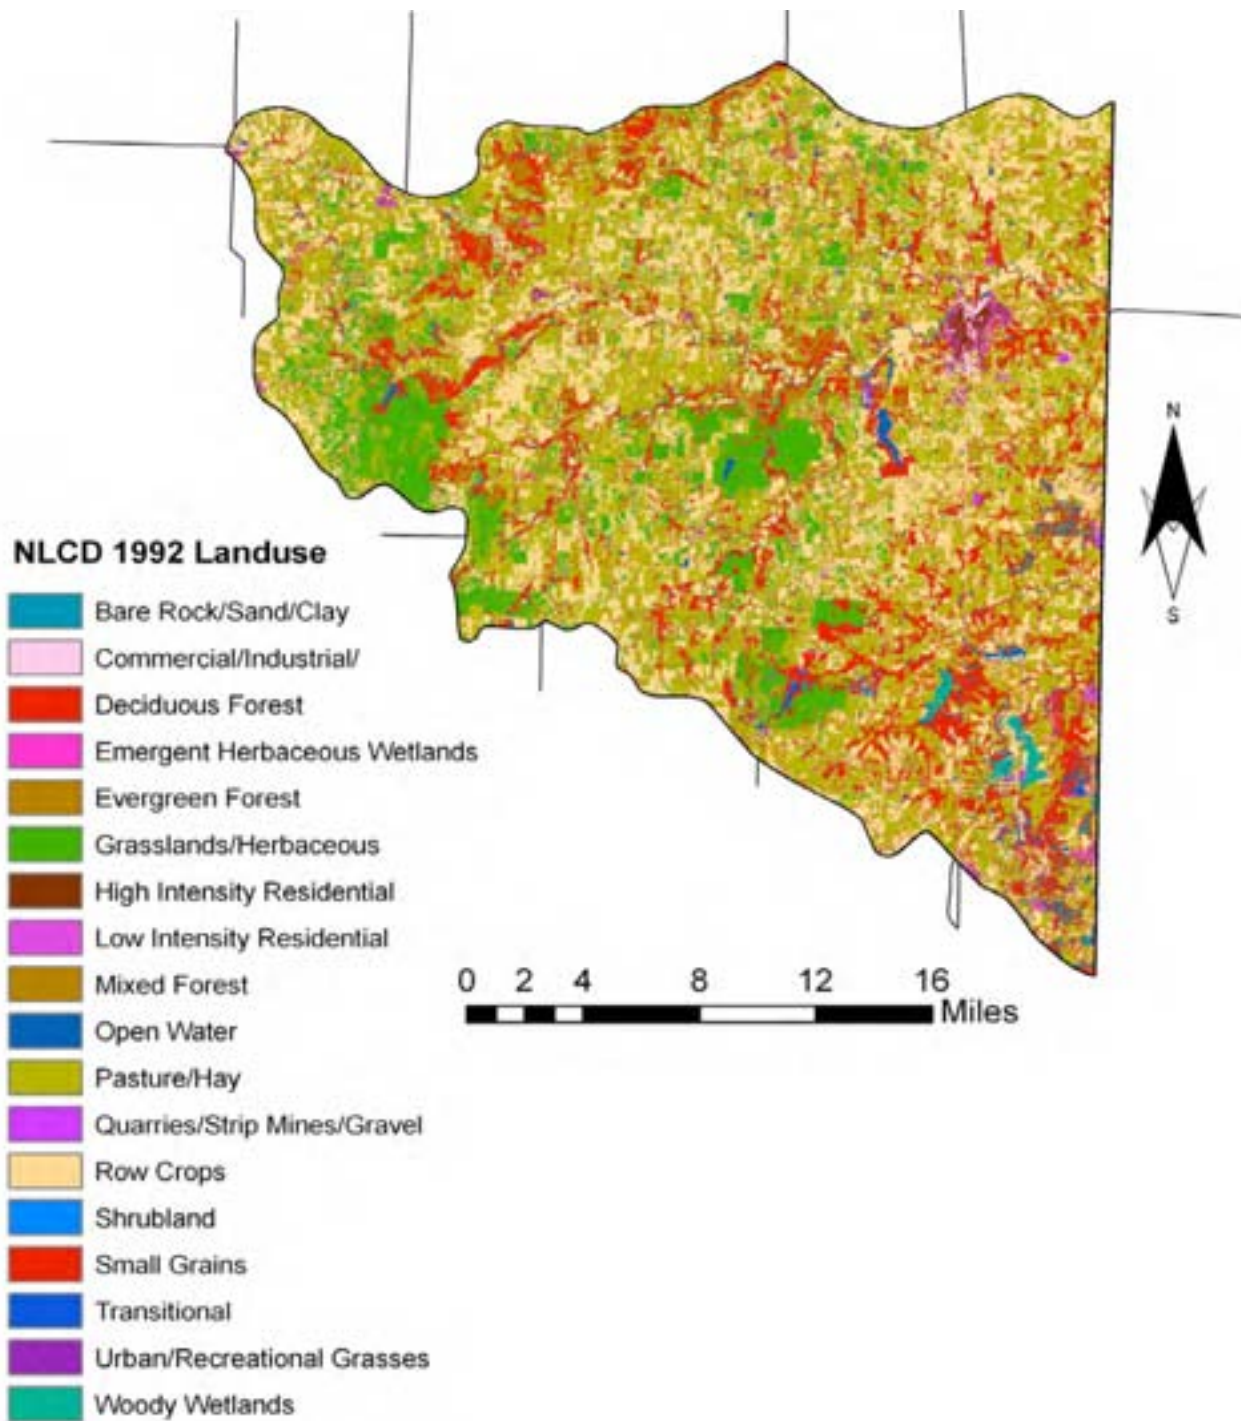 N
S
NLCD 1992 Landuse
Bare Rock/Sand/Clay
Commercial/Industrial/
Deciduous Forest
Emergent Herbaceous Wetlands
Evergreen Forest
Grasslands/Herbaceous
High Intensity Residential
Low Intensity Residential
Mixed Forest
Open Water
Pasture/Hay
Quarries/Strip Mines/Gravel
Row Crops
Shrubland
Small Grains
Transitional
Urban/Recreational Grasses
Woody Wetlands
0 2 4 8 12 16
Miles